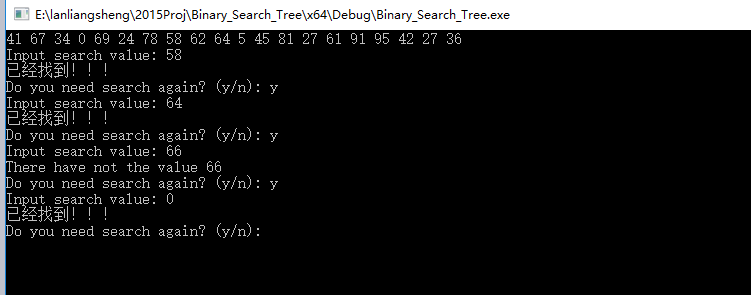 E:\lanliangsheng\2015Proj\Binary_Search_Tree\x64\Debug\Binary_Search_Tree.exe
41 67 34 0 69 24 78 58 62 64 5 45 81 27 61 91 95 42 27 36
Input search value: 58
已经找到！！！
Do you need search again? (y/n): y
Input search value: 64
已经找到！！！
Do you need search again? (y/n): y
Input search value: 66
There have not the value 66
Do you need search again? (y/n): y
Input search value: 0
已经找到！！！
Do you need search again? (y/n):